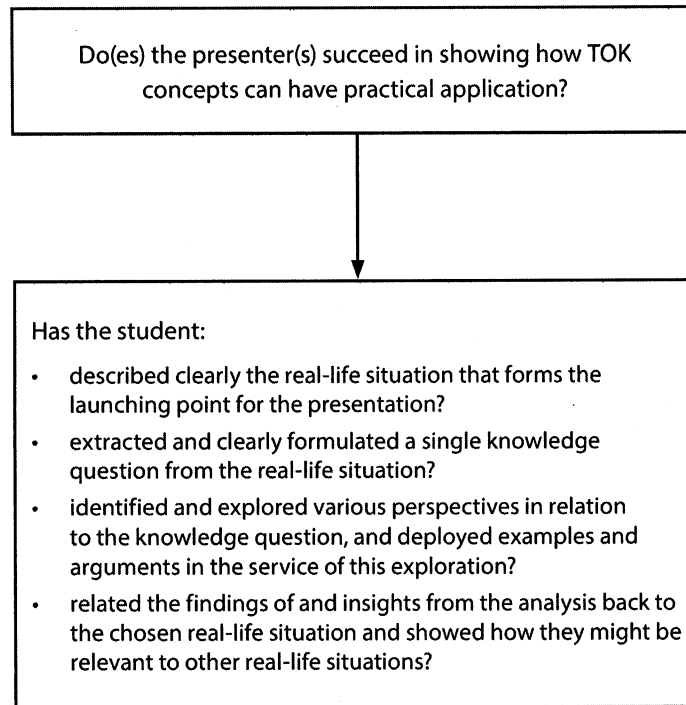 Do(es) the presenter(s) succeed in showing how TOK
concepts can have practical application?
Has the student:
• described clearly the real-life situation that forms the
launching point for the presentation?
• extracted and clearly formulated a single knowledge
question from the real-life situation?
• identified and explored various perspectives in relation
to the knowledge question, and deployed examples and
arguments in the service of this exploration?
• related the findings of and insights from the analysis back to
the chosen real-life situation and showed how they might be
relevant to other real-life situations?